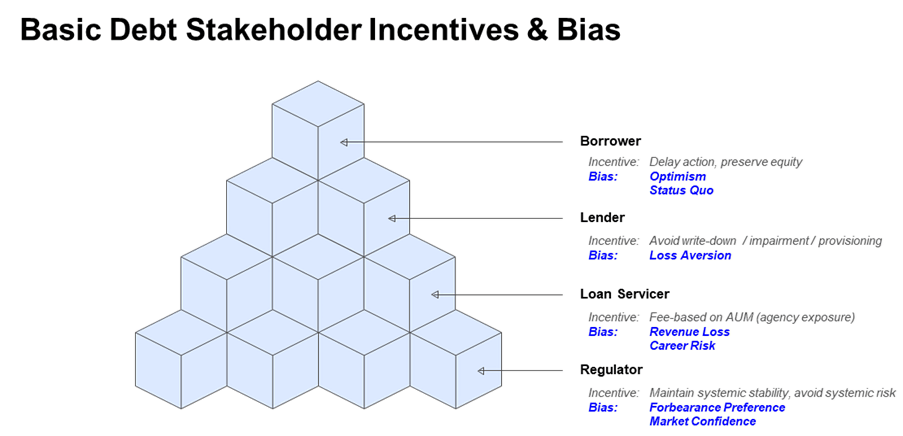 Basic Debt Stakeholder Incentives & Bias
Borrower
Incentive: Delay action, preserve equity
Bias: Optimism
Status Quo
Lender
Incentive: Avoid write-down / impairment / provisioning
Bias: Loss Aversion
Loan Servicer
Incentive: Fee-based on AUM (agency exposure)
Bias: Revenue Loss
Career Risk
Regulator
Incentive: Maintain systemic stability, avoid systemic risk
Bias: Forbearance Preference
Market Confidence